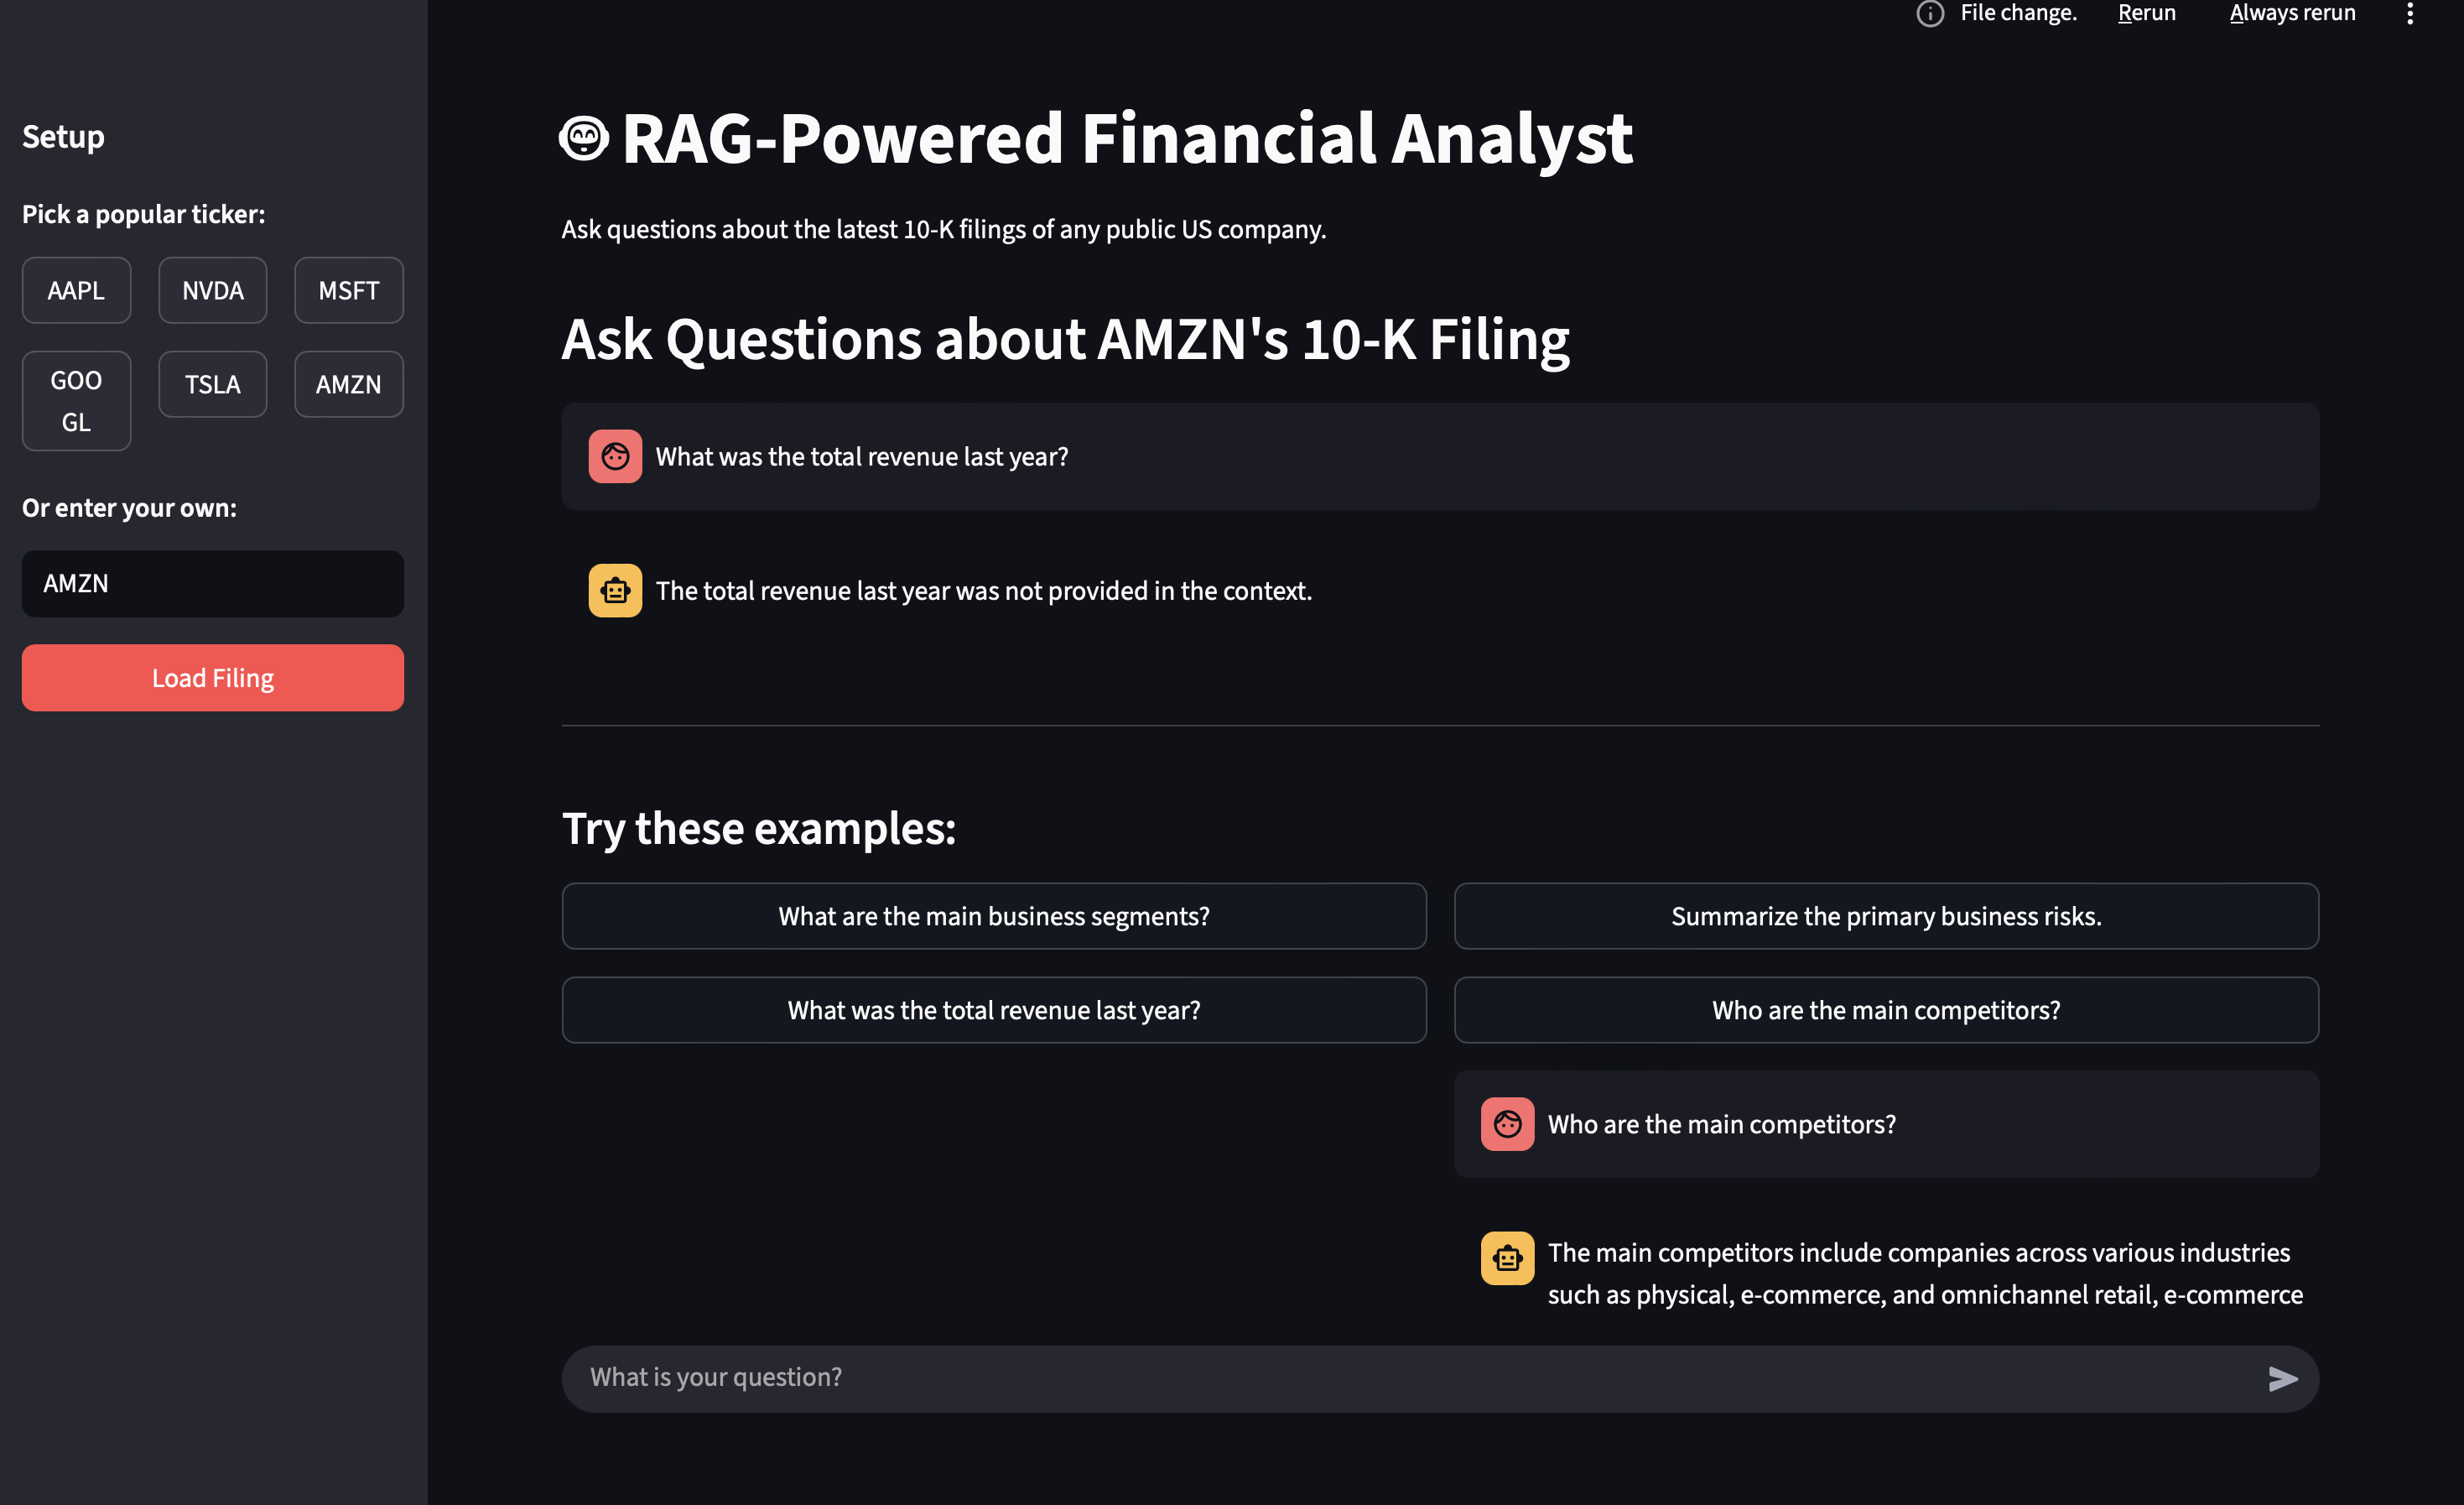 File change.
Rerun
Always rerun
Setup
Pick a popular ticker:
AAPL
NVDA
MSFT
GOO
GL
TSLA
AMZN
Or enter your own:
AMZN
Load Filing
RAG-Powered Financial Analyst
Ask questions about the latest 10-K filings of any public US company.
Ask Questions about AMZN's 10-K Filing
What was the total revenue last year?
The total revenue last year was not provided in the context.
Try these examples:
What are the main business segments?
Summarize the primary business risks.
What was the total revenue last year?
Who are the main competitors?
Who are the main competitors?
The main competitors include companies across various industries
such as physical, e-commerce, and omnichannel retail, e-commerce
What is your question?